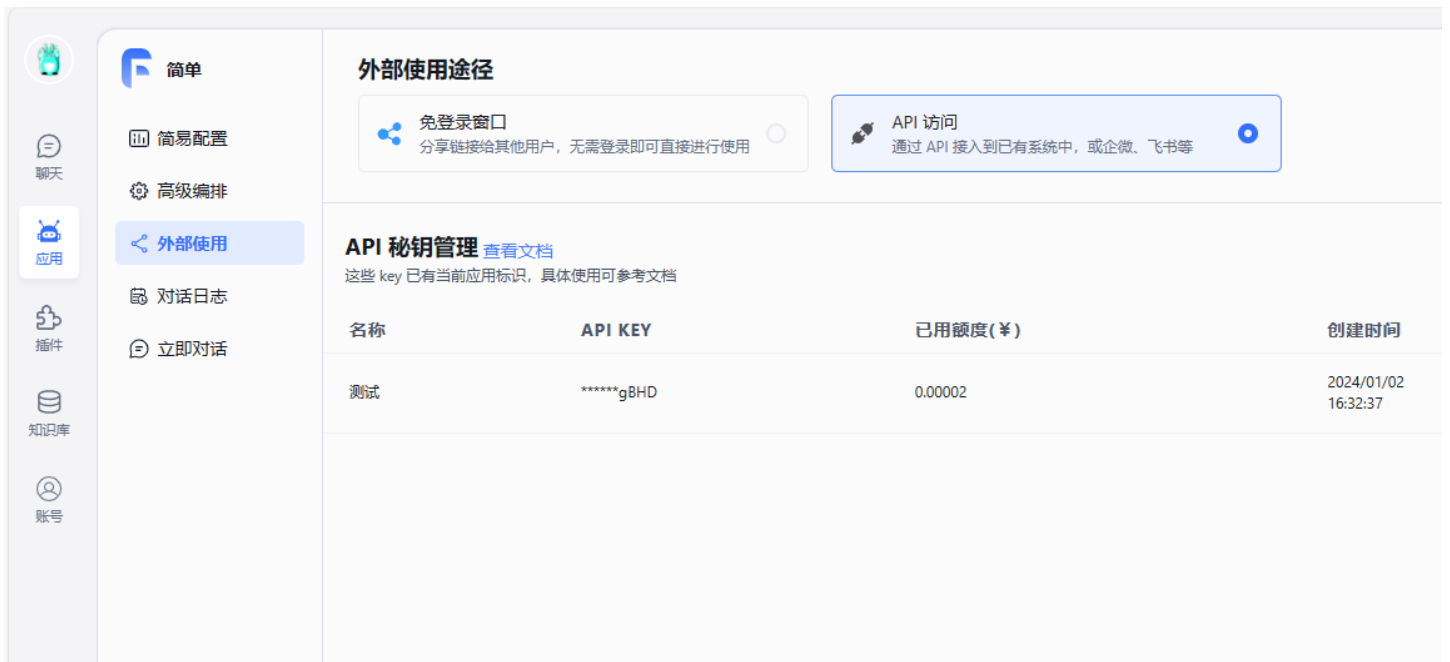 简单
外部使用途径
免登录窗口
分享链接给其他用户，无需登录即可直接进行使用
API 访问
通过 API 接入到已有系统中，或企微、飞书等
聊天
应用
插件
知识库
账号
简易配置
高级编排
外部使用
对话日志
立即对话
API 秘钥管理 查看文档
这些 key 已有当前应用标识，具体使用可参考文档
名称 API KEY 已用额度(¥) 创建时间
测试 ******gBHD 0.00002 2024/01/02
16:32:37